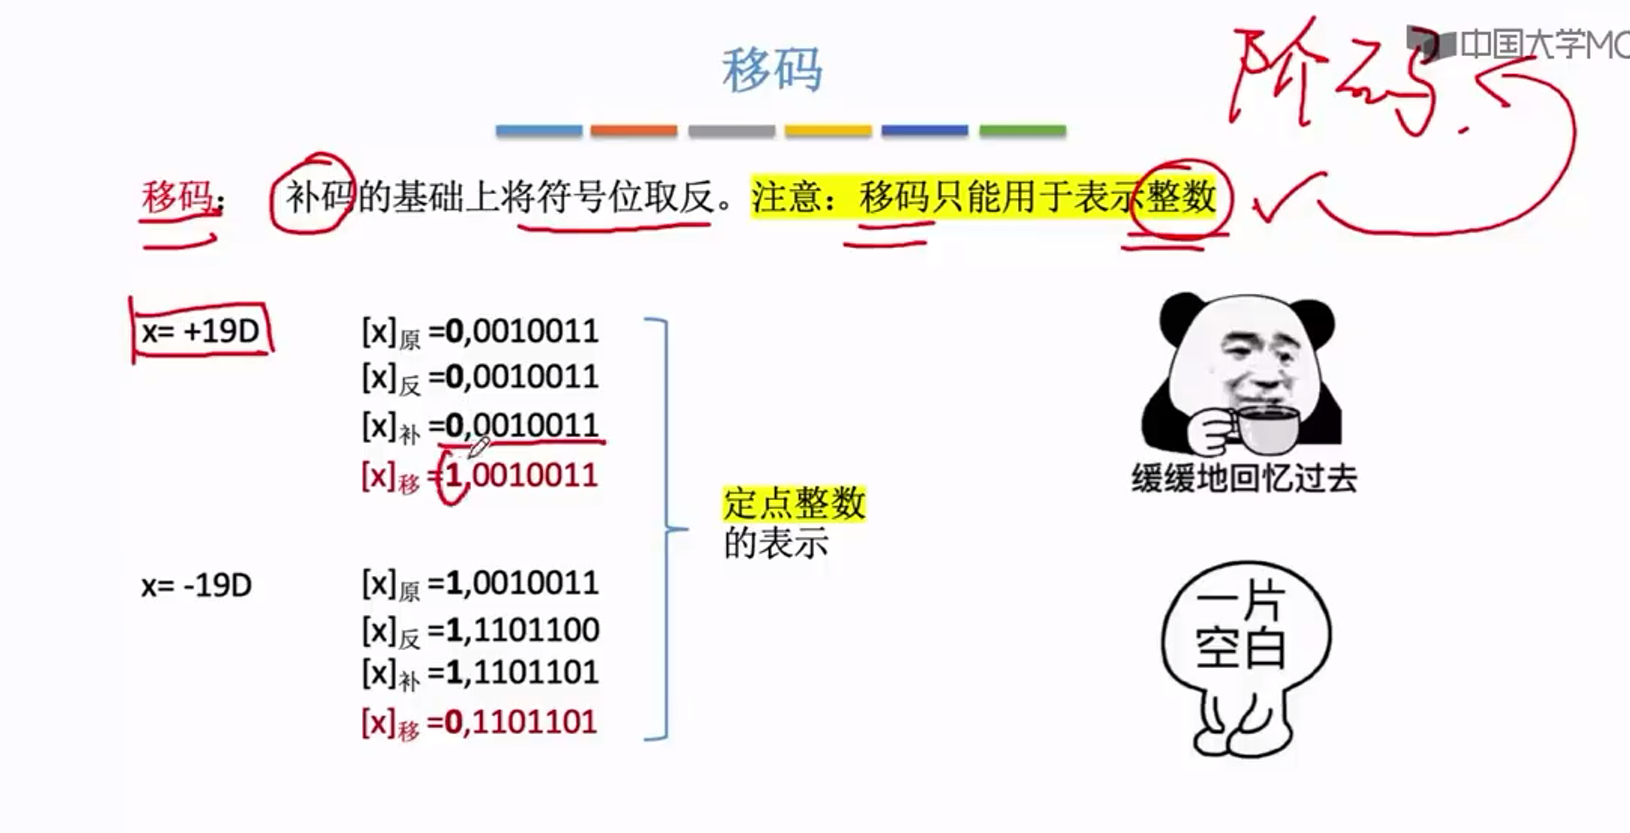 移码
阶码.
中国大学MO
移码： 补码的基础上将符号位取反。注意：移码只能用于表示整数
x= +19D
[x]原 =0,0010011
[x]反 =0,0010011
[x]补 =0,0010011
[x]移 =1,0010011
定点整数
的表示
x= -19D
[x]原 =1,0010011
[x]反 =1,1101100
[x]补 =1,1101101
[x]移 =0,1101101
缓缓地回忆过去
一片
空白